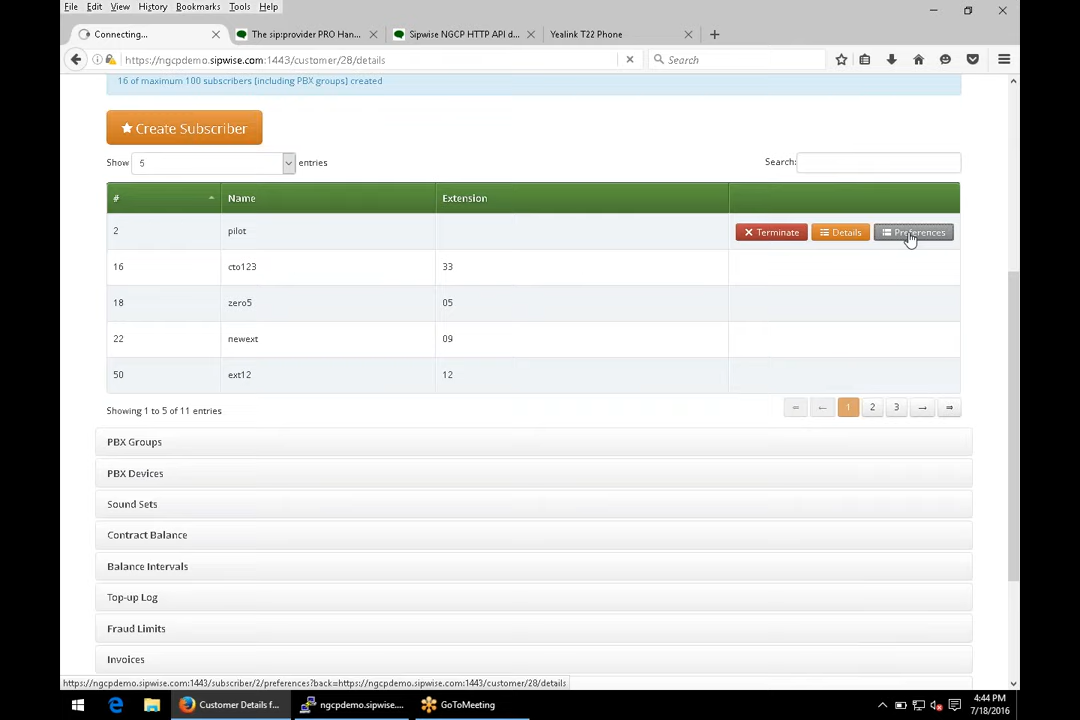 File Edit View History Bookmarks Tools Help
Connecting... The sip:provider PRO Han... Sipwise NGCP HTTP API d... Yealink T22 Phone
https://ngcpdemo.sipwise.com:1443/customer/28/details Search
16 of maximum 100 subscribers [including PBX groups] created
Create Subscriber
Show 5 entries Search:
# Name Extension
2 pilot Terminate Details Preferences
16 cto123 33
18 zero5 05
22 newext 09
50 ext12 12
Showing 1 to 5 of 11 entries 1 2 3
PBX Groups
PBX Devices
Sound Sets
Contract Balance
Balance Intervals
Top-up Log
Fraud Limits
Invoices
https://ngcpdemo.sipwise.com:1443/subscriber/2/preferences?back=https://ngcpdemo.sipwise.com:1443/customer/28/details
Customer Details f... ngcpdemo.sipwise.... GoToMeeting 4:44 PM
7/18/2016